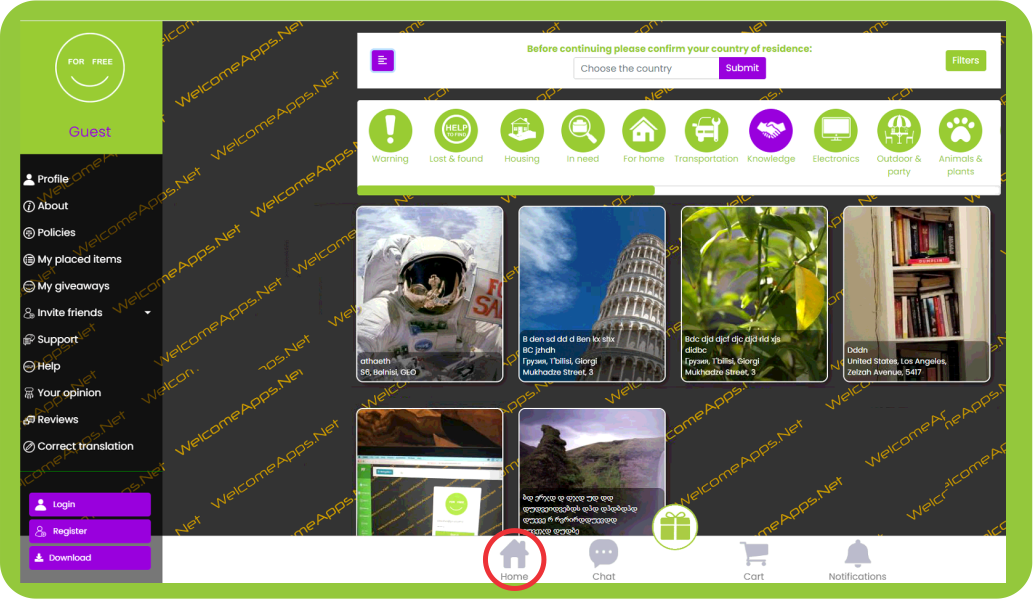 FOR FREE
Guest
Profile
About
Policies
My placed items
My giveaways
Invite friends
Support
Help
Your opinion
Reviews
Correct translation
Login
Register
Download
Before continuing please confirm your country of residence:
Choose the country
Submit
Filters
HELP
TO FIND
Warning
Lost & found
Housing
In need
For home
Transportation
Knowledge
Electronics
Outdoor &
party
Animals &
plants
athaeth
S6, Bolnisi, GEO
B den sd dd d Ben kx shx
BC jzhdh
Грузия, Тbilisi, Giorgi
Mukhadze Street, 3
Bdc djd djcf djc djd rld xjs
didbc
Грузия, Тbilisi, Giorgi
Mukhadze Street, 3
Dddn
United States, Los Angeles,
Zelzah Avenue, 5417
Home
Chat
Cart
Notifications
WelcomeApps.Net